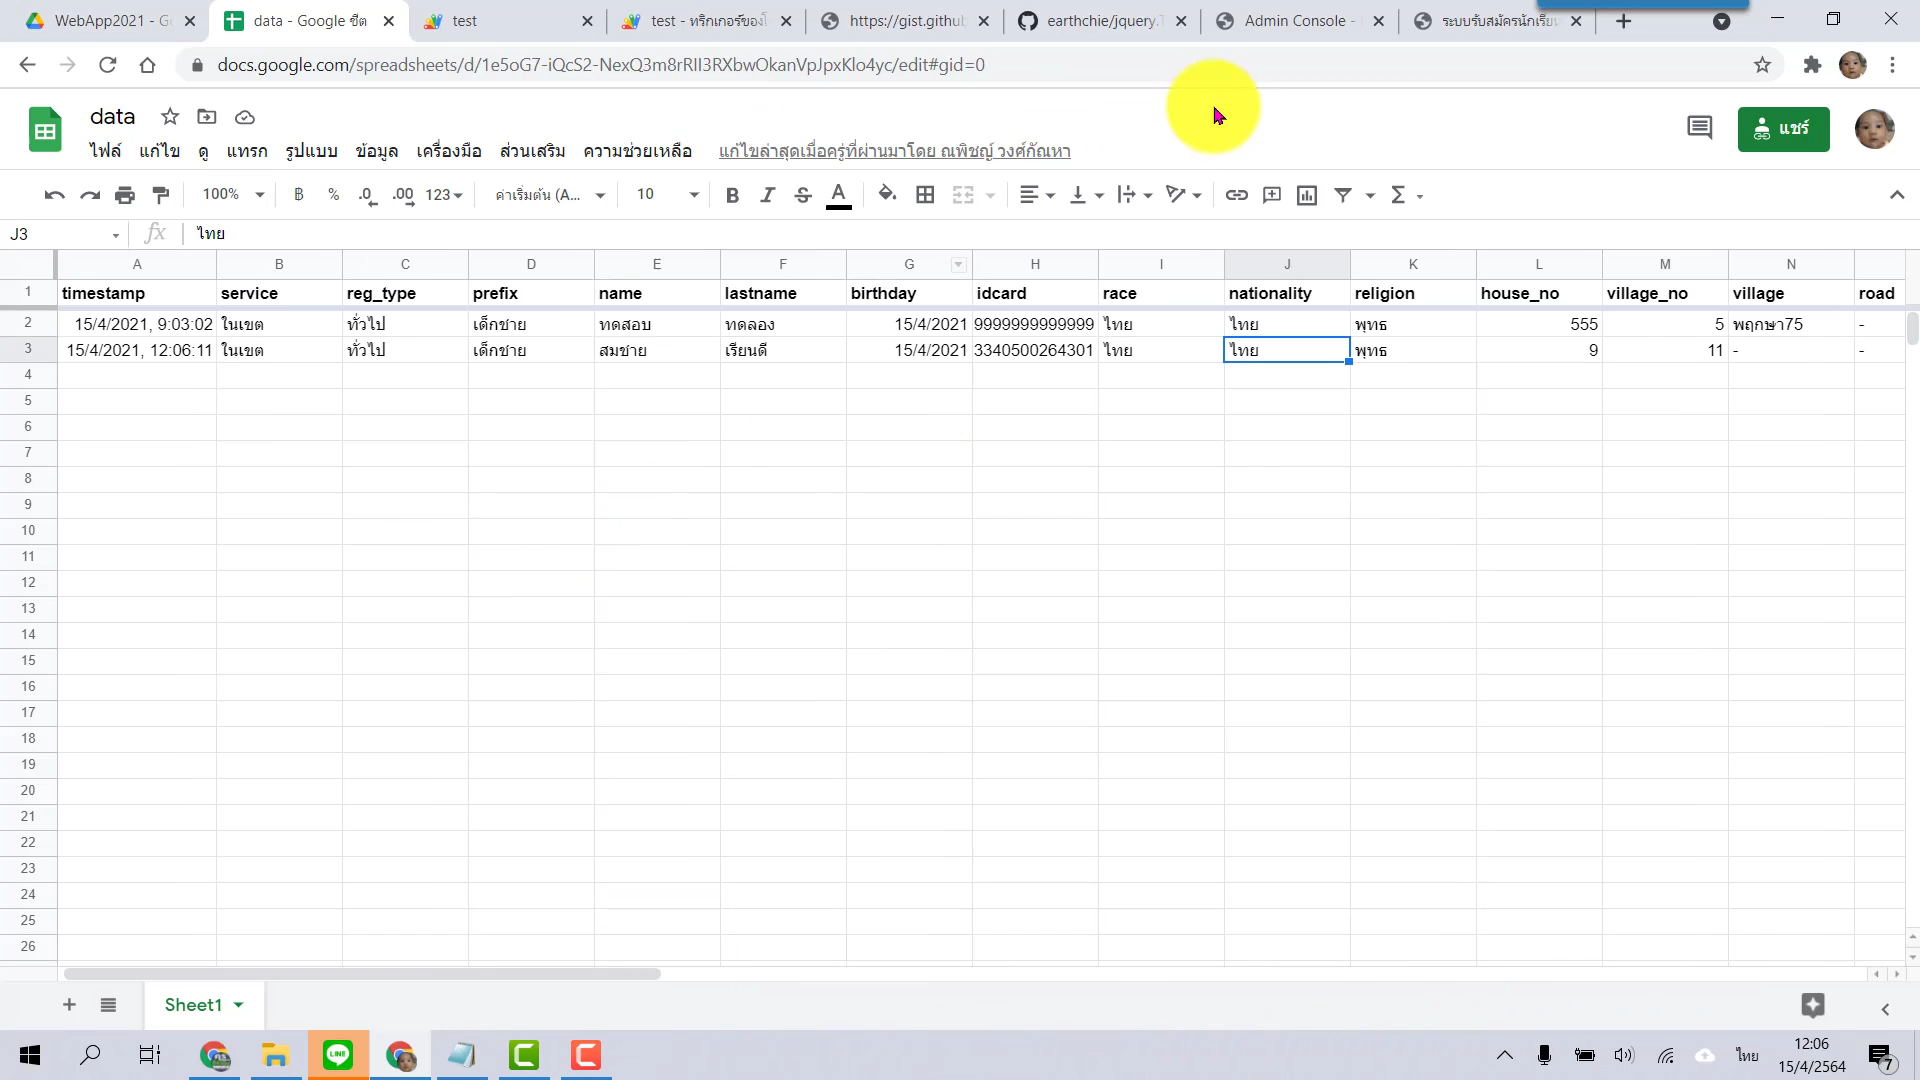 WebApp2021 - Go
data - Google ชีต
test
test - ทริกเกอร์ของโ
https://gist.github
earthchie/jquery.T
Admin Console -
ระบบรับสมัครนักเรียน
docs.google.com/spreadsheets/d/1e5oG7-iQcS2-NexQ3m8rRII3RXbwOkanVpJpxKlo4yc/edit#gid=0
data
แชร์
ไฟล์ แก้ไข ดู แทรก รูปแบบ ข้อมูล เครื่องมือ ส่วนเสริม ความช่วยเหลือ แก้ไขล่าสุดเมื่อครู่ที่ผ่านมาโดย ณพิชญ์ วงศ์กัณหา
100% ฿ % .0 .00 123 ค่าเริ่มต้น (A... 10 B I S A Σ
J3 fx ไทย
A B C D E F G H I J K L M N
1 timestamp service reg_type prefix name lastname birthday idcard race nationality religion house_no village_no village road
2 15/4/2021, 9:03:02 ในเขต ทั่วไป เด็กชาย ทดสอบ ทดลอง 15/4/2021 9999999999999 ไทย ไทย พุทธ 555 5 พฤกษา75 -
3 15/4/2021, 12:06:11 ในเขต ทั่วไป เด็กชาย สมชาย เรียนดี 15/4/2021 3340500264301 ไทย ไทย พุทธ 9 11 - -
4
5
6
7
8
9
10
11
12
13
14
15
16
17
18
19
20
21
22
23
24
25
26
Sheet1
LINE
ไทย
12:06
15/4/2564
7